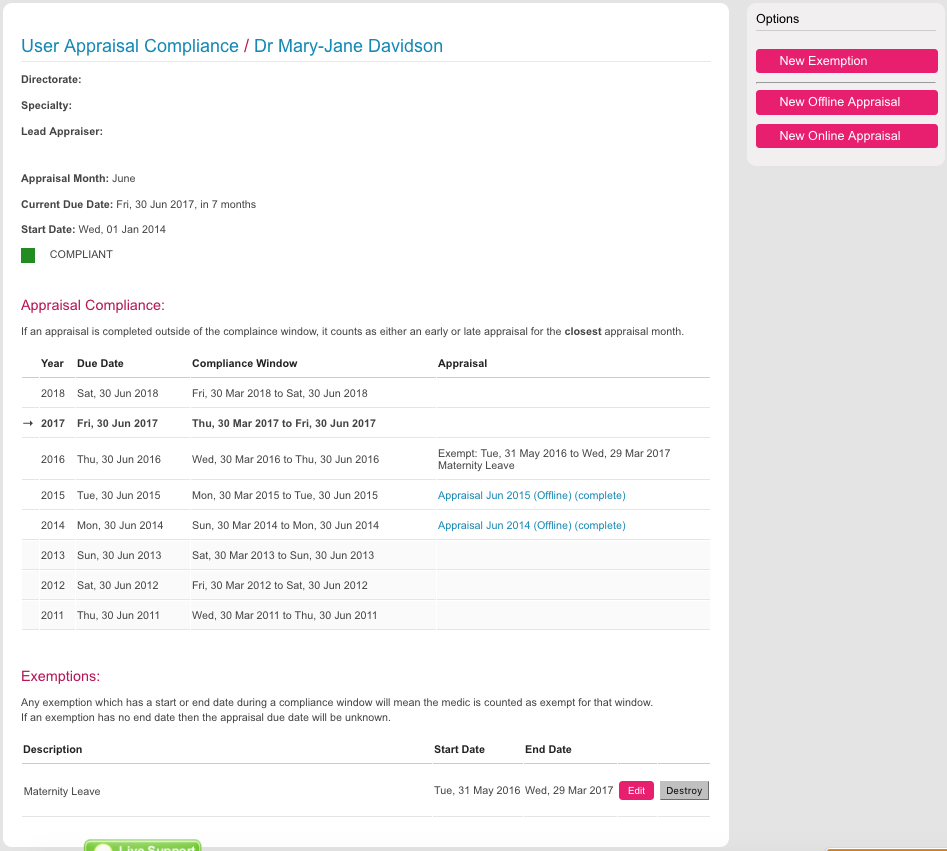 User Appraisal Compliance / Dr Mary-Jane Davidson
Directorate:
Specialty:
Lead Appraiser:
Appraisal Month: June
Current Due Date: Fri, 30 Jun 2017, in 7 months
Start Date: Wed, 01 Jan 2014
COMPLIANT
Appraisal Compliance:
If an appraisal is completed outside of the complaince window, it counts as either an early or late appraisal for the closest appraisal month.
Year Due Date Compliance Window Appraisal
2018 Sat, 30 Jun 2018 Fri, 30 Mar 2018 to Sat, 30 Jun 2018
→ 2017 Fri, 30 Jun 2017 Thu, 30 Mar 2017 to Fri, 30 Jun 2017
2016 Thu, 30 Jun 2016 Wed, 30 Mar 2016 to Thu, 30 Jun 2016 Exempt: Tue, 31 May 2016 to Wed, 29 Mar 2017
Maternity Leave
2015 Tue, 30 Jun 2015 Mon, 30 Mar 2015 to Tue, 30 Jun 2015 Appraisal Jun 2015 (Offline) (complete)
2014 Mon, 30 Jun 2014 Sun, 30 Mar 2014 to Mon, 30 Jun 2014 Appraisal Jun 2014 (Offline) (complete)
2013 Sun, 30 Jun 2013 Sat, 30 Mar 2013 to Sun, 30 Jun 2013
2012 Sat, 30 Jun 2012 Fri, 30 Mar 2012 to Sat, 30 Jun 2012
2011 Thu, 30 Jun 2011 Wed, 30 Mar 2011 to Thu, 30 Jun 2011
Exemptions:
Any exemption which has a start or end date during a compliance window will mean the medic is counted as exempt for that window.
If an exemption has no end date then the appraisal due date will be unknown.
Description Start Date End Date
Maternity Leave Tue, 31 May 2016 Wed, 29 Mar 2017 Edit Destroy
Live Support
Options
New Exemption
New Offline Appraisal
New Online Appraisal